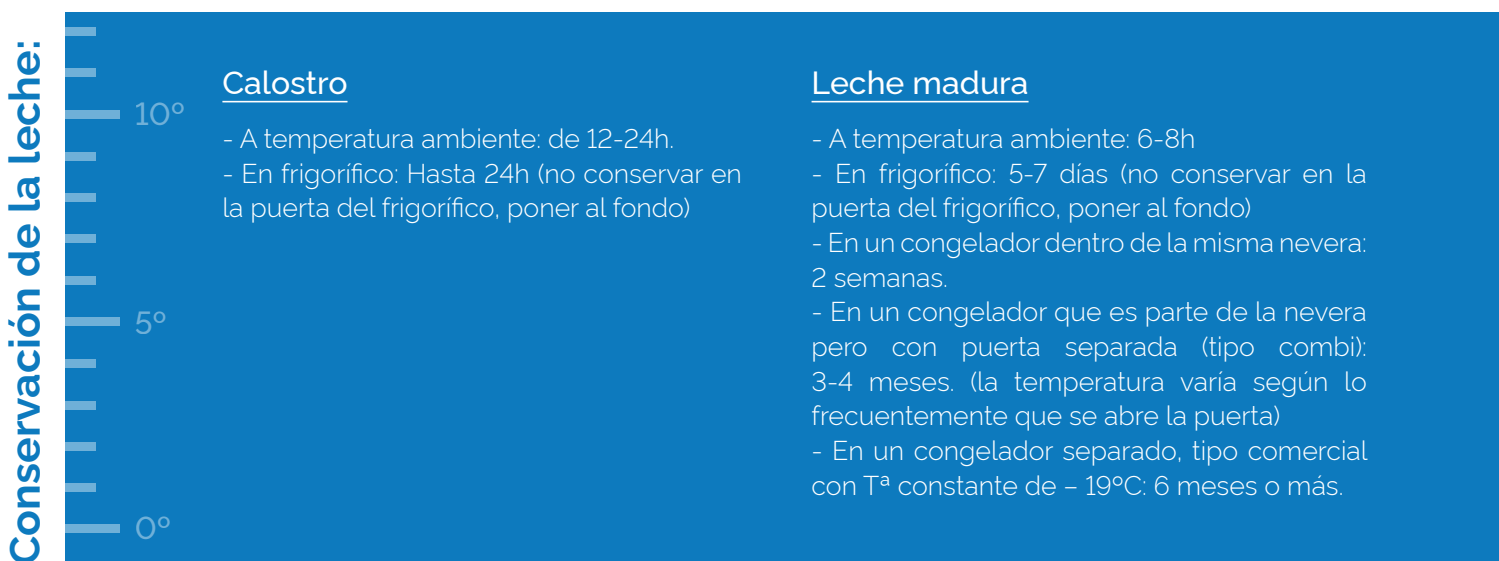 Conservación de la leche:
10º
5º
0º
Calostro
- A temperatura ambiente: de 12-24h.
- En frigorífico: Hasta 24h (no conservar en
la puerta del frigorífico, poner al fondo)
Leche madura
- A temperatura ambiente: 6-8h
- En frigorífico: 5-7 días (no conservar en la
puerta del frigorífico, poner al fondo)
- En un congelador dentro de la misma nevera:
2 semanas.
- En un congelador que es parte de la nevera
pero con puerta separada (tipo combi):
3-4 meses. (la temperatura varía según lo
frecuentemente que se abre la puerta)
- En un congelador separado, tipo comercial
con Tª constante de – 19ºC: 6 meses o más.